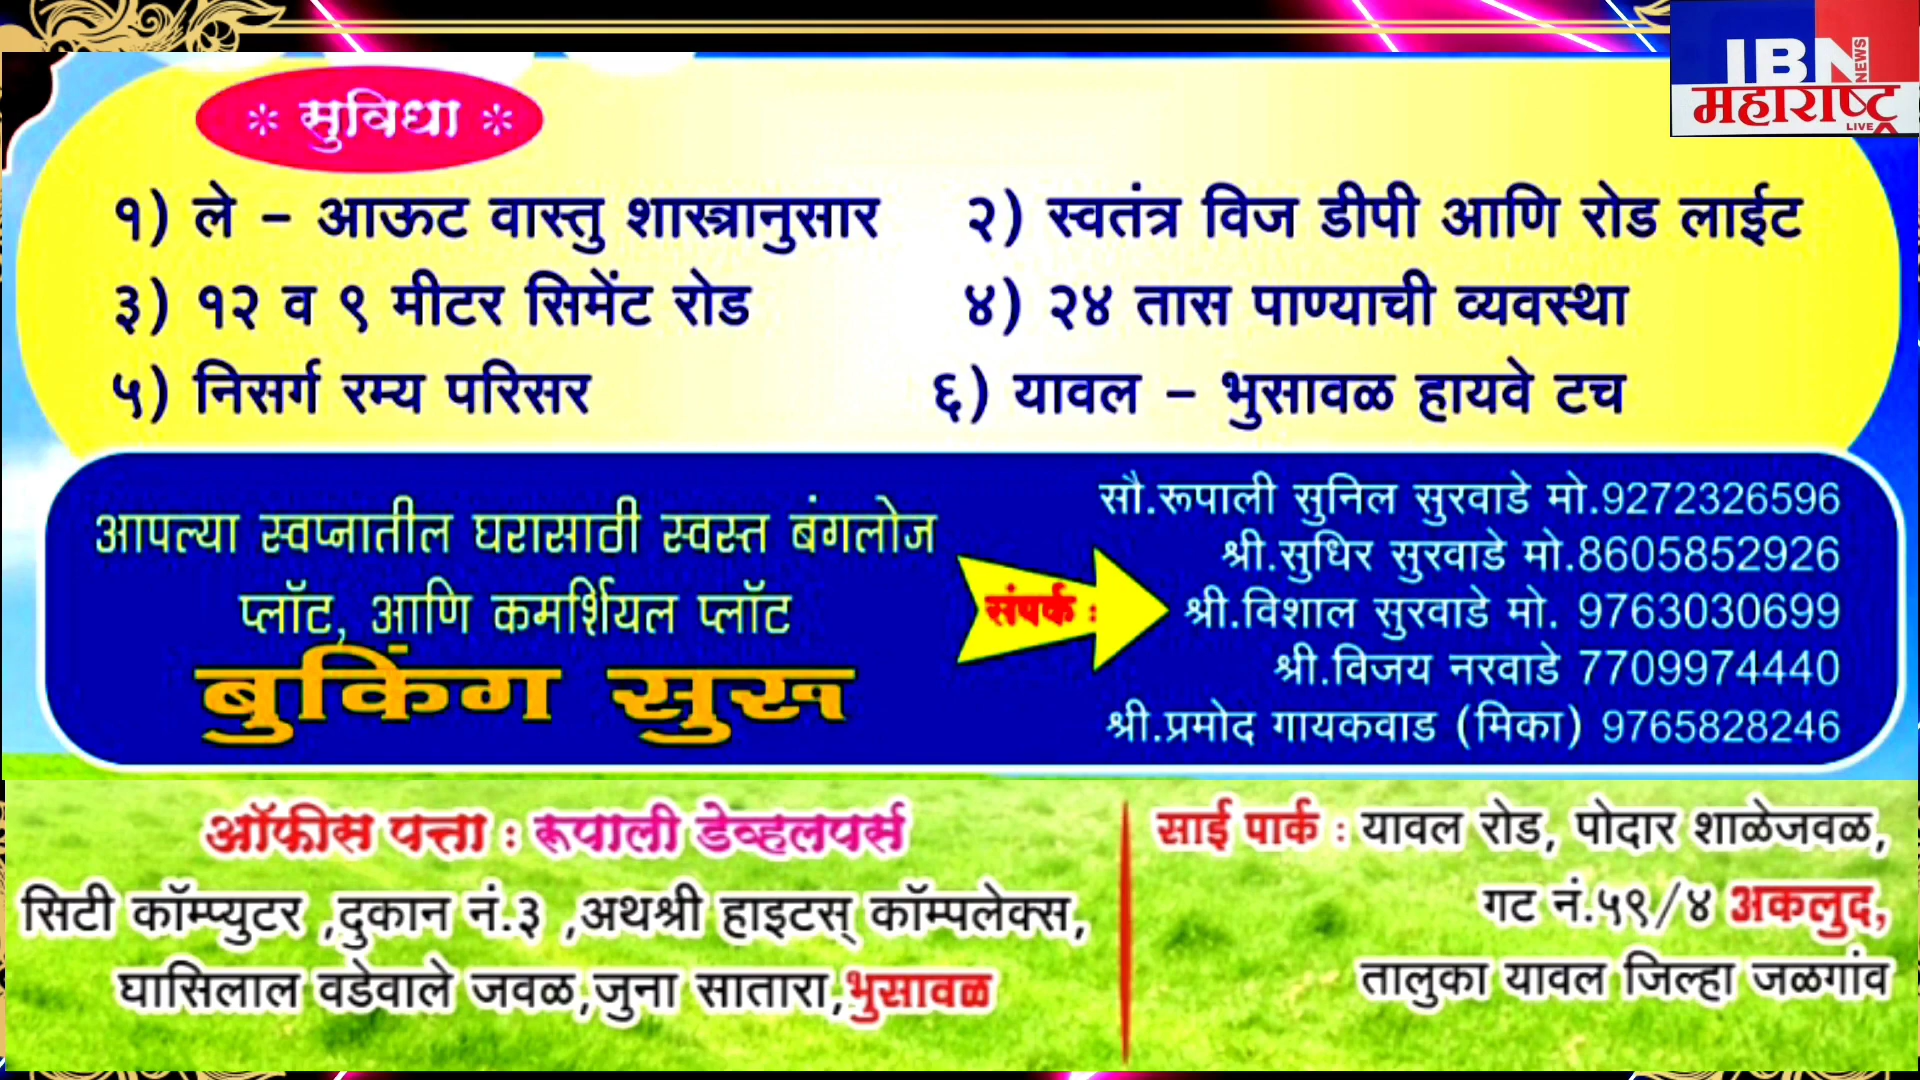 IBN NEWS
महाराष्ट्र
LIVE
* सुविधा *
१) ले - आऊट वास्तु शास्त्रानुसार
२) स्वतंत्र विज डीपी आणि रोड लाईट
३) १२ व ९ मीटर सिमेंट रोड
४) २४ तास पाण्याची व्यवस्था
५) निसर्ग रम्य परिसर
६) यावल - भुसावळ हायवे टच
आपल्या स्वप्नातील घरासाठी स्वस्त बंगलोज
प्लॉट, आणि कमर्शियल प्लॉट
बुकिंग सुरू
संपर्क :
सौ.रूपाली सुनिल सुरवाडे मो.9272326596
श्री.सुधिर सुरवाडे मो.8605852926
श्री.विशाल सुरवाडे मो. 9763030699
श्री.विजय नरवाडे 7709974440
श्री.प्रमोद गायकवाड (मिका) 9765828246
ऑफीस पत्ता : रूपाली डेव्हलपर्स
सिटी कॉम्प्युटर ,दुकान नं.३ ,अथश्री हाइटस् कॉम्पलेक्स,
घासिलाल वडेवाले जवळ,जुना सातारा,भुसावळ
साई पार्क : यावल रोड, पोदार शाळेजवळ,
गट नं.५९/४ अकलुद,
तालुका यावल जिल्हा जळगांव